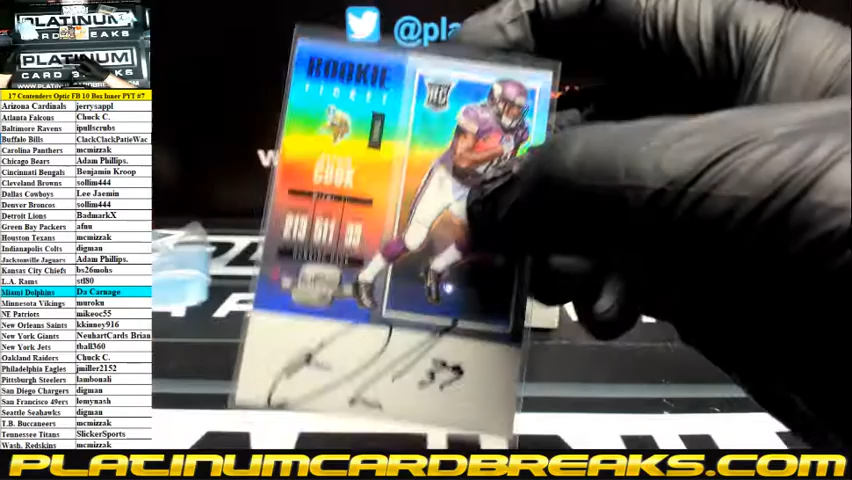 PLATINUM
CARD BREAKS
17 Contenders Optic FB 10 Box Inner PYT #7
Arizona Cardinals jerrysappl
Atlanta Falcons Chuck C.
Baltimore Ravens ipullscrubs
Buffalo Bills ClackClackPatieWac
Carolina Panthers mcmizzak
Chicago Bears Adam Phillips.
Cincinnati Bengals Benjamin Kroop
Cleveland Browns sollim444
Dallas Cowboys Lee Jaemin
Denver Broncos sollim444
Detroit Lions BadmarkX
Green Bay Packers afnu
Houston Texans mcmizzak
Indianapolis Colts digman
Jacksonville Jaguars Adam Phillips.
Kansas City Chiefs bs26mohs
L.A. Rams stl80
Miami Dolphins Da Carnage
Minnesota Vikings muroku
NE Patriots mikeoc55
New Orleans Saints kkinney916
New York Giants NeuhartCards Brian
New York Jets tball360
Oakland Raiders Chuck C.
Philadelphia Eagles jmiller2152
Pittsburgh Steelers lambonali
San Diego Chargers digman
San Francisco 49ers lemynash
Seattle Seahawks digman
T.B. Buccaneers mcmizzak
Tennessee Titans SlickerSports
Wash. Redskins mcmizzak
@pla
ROOKIE
TICKET
RC
COOK
PLATINUMCARDBREAKS.COM